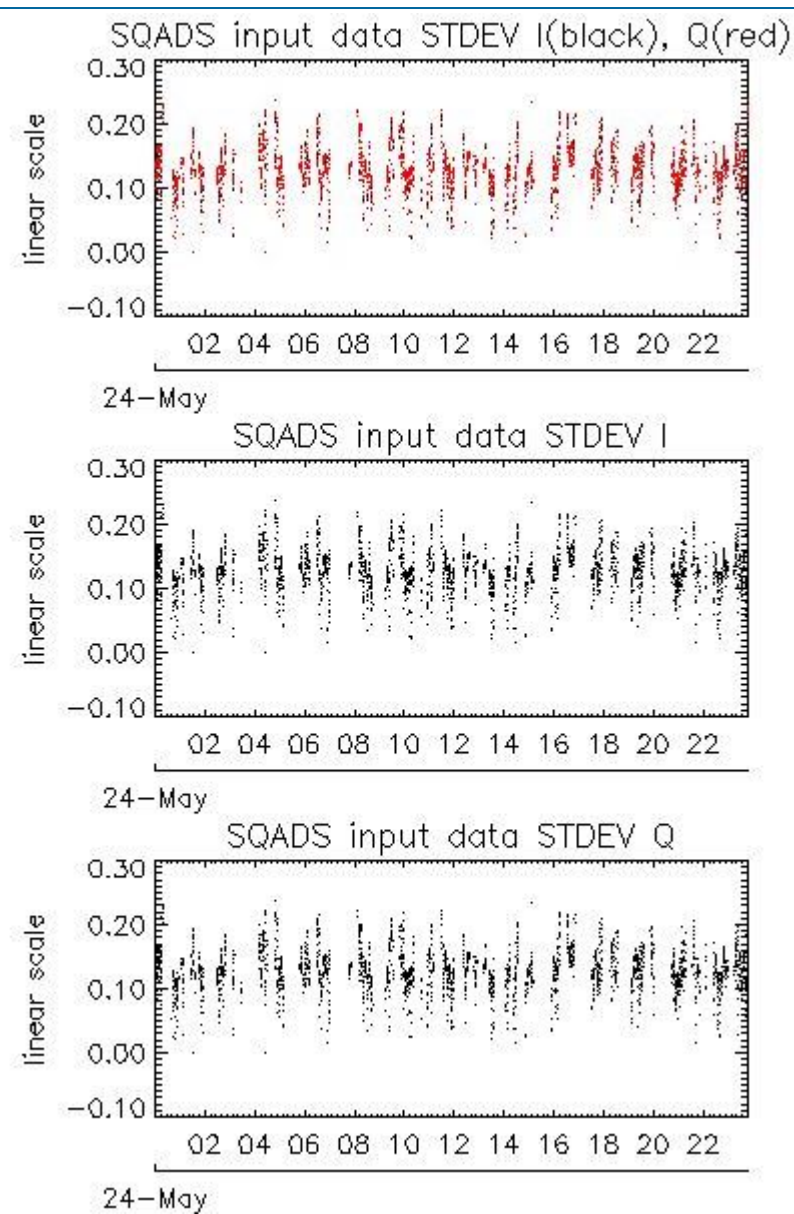 SQADS input data STDEV I(black), Q(red)
0.30
0.20
0.10
0.00
-0.10
linear scale
02 04 06 08 10 12 14 16 18 20 22
24-May
SQADS input data STDEV I
0.30
0.20
0.10
0.00
-0.10
linear scale
02 04 06 08 10 12 14 16 18 20 22
24-May
SQADS input data STDEV Q
0.30
0.20
0.10
0.00
-0.10
linear scale
02 04 06 08 10 12 14 16 18 20 22
24-May